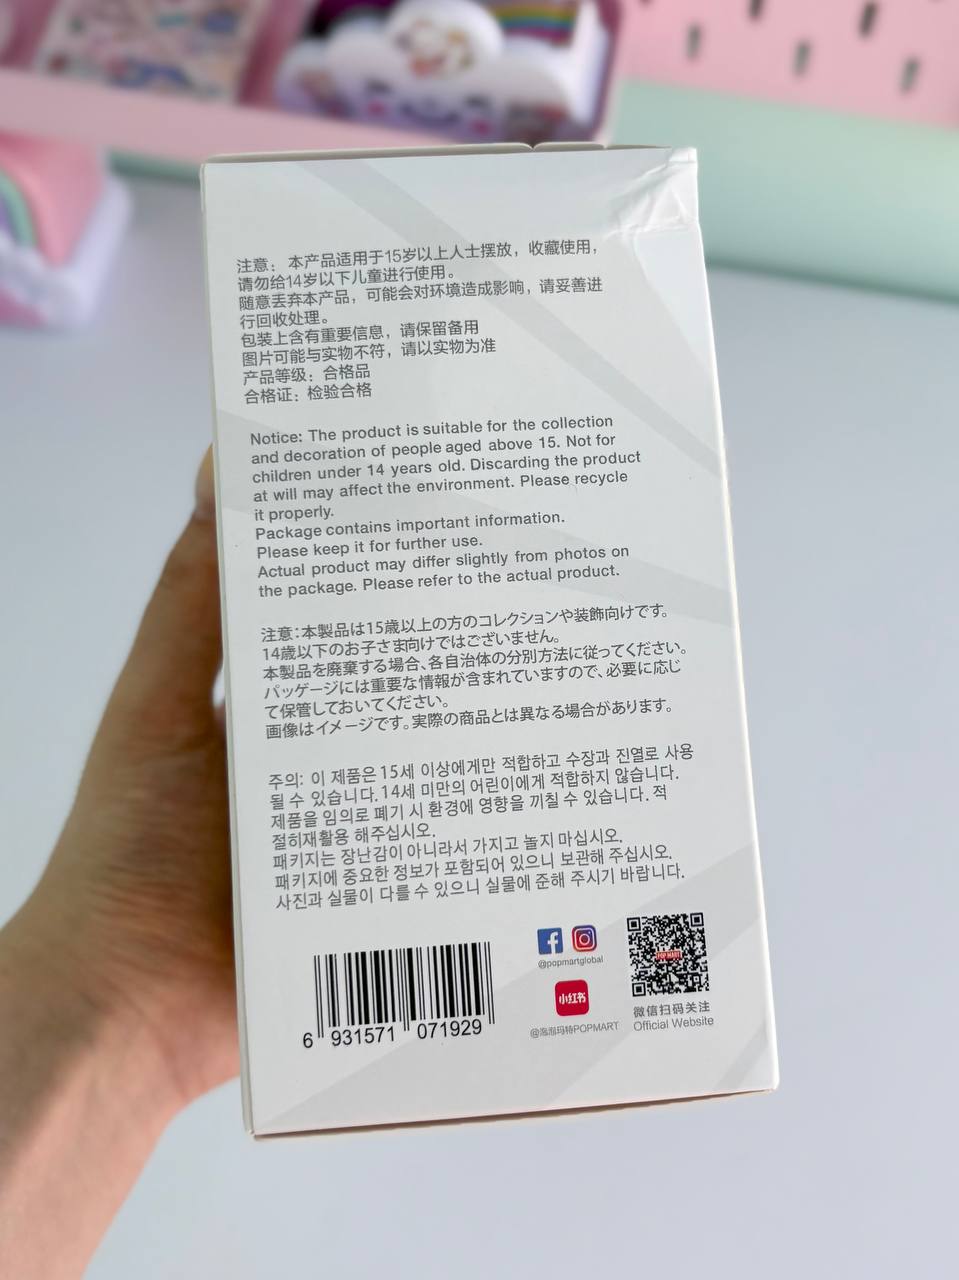 注意：本产品适用于15岁以上人士摆放，收藏使用，
请勿给14岁以下儿童进行使用。
随意丢弃本产品，可能会对环境造成影响，请妥善进
行回收处理。
包装上含有重要信息，请保留备用
图片可能与实物不符，请以实物为准
产品等级：合格品
合格证：检验合格
Notice: The product is suitable for the collection
and decoration of people aged above 15. Not for
children under 14 years old. Discarding the product
at will may affect the environment. Please recycle
it properly.
Package contains important information.
Please keep it for further use.
Actual product may differ slightly from photos on
the package. Please refer to the actual product.
注意：本製品は15歳以上の方のコレクションや装飾向けです。
14歳以下のお子さま向けではございません。
本製品を廃棄する場合、各自治体の分別方法に従ってください。
パッケージには重要な情報が含まれていますので、必要に応じ
て保管しておいてください。
画像はイメージです。実際の商品とは異なる場合があります。
주의: 이 제품은 15세 이상에게만 적합하고 수장과 진열로 사용
될 수 있습니다. 14세 미만의 어린이에게 적합하지 않습니다.
제품을 임의로 폐기 시 환경에 영향을 끼칠 수 있습니다. 적
절히재활용 해주십시오.
패키지는 장난감이 아니라서 가지고 놀지 마십시오.
패키지에 중요한 정보가 포함되어 있으니 보관해 주십시오.
사진과 실물이 다를 수 있으니 실물에 준해 주시기 바랍니다.
6 931571 071929
@popmartglobal
小红书
@泡泡玛特POPMART
POP MART
微信扫码关注
Official Website